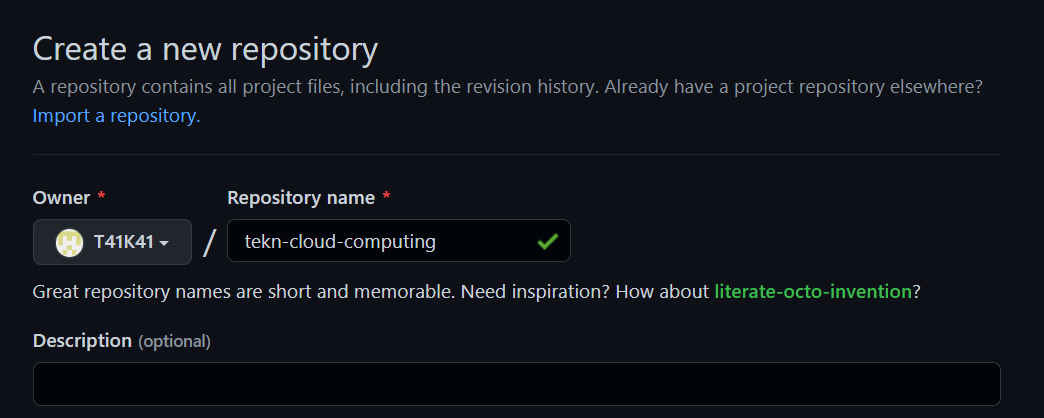 Create a new repository
A repository contains all project files, including the revision history. Already have a project repository elsewhere?
Import a repository.
Owner * Repository name *
T41K41 / tekn-cloud-computing
Great repository names are short and memorable. Need inspiration? How about literate-octo-invention?
Description (optional)